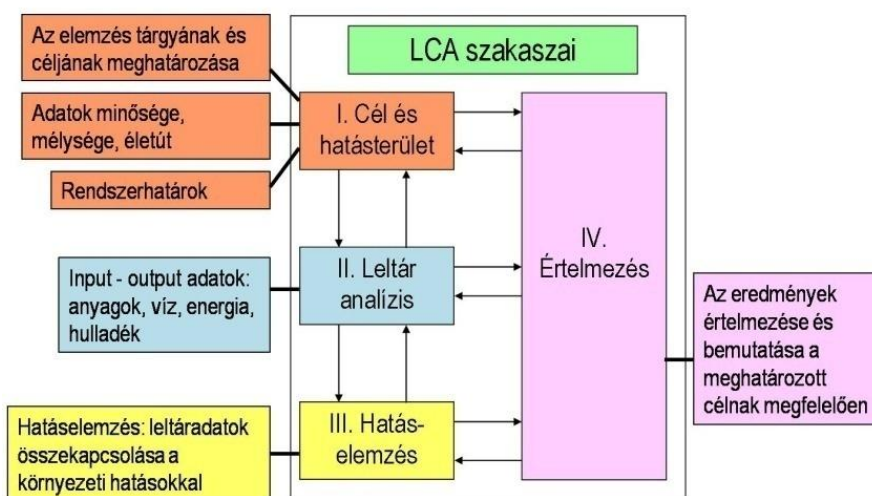 LCA szakaszai
Az elemzés tárgyának és
céljának meghatározása
Adatok minősége,
mélysége, életút
Rendszerhatárok
I. Cél és
hatásterület
Input - output adatok:
anyagok, víz, energia,
hulladék
II. Leltár
analízis
Hatáselemzés: leltáradatok
összekapcsolása a
környezeti hatásokkal
III. Hatás-
elemzés
IV.
Értelmezés
Az eredmények
értelmezése és
bemutatása a
meghatározott
célnak megfelelően